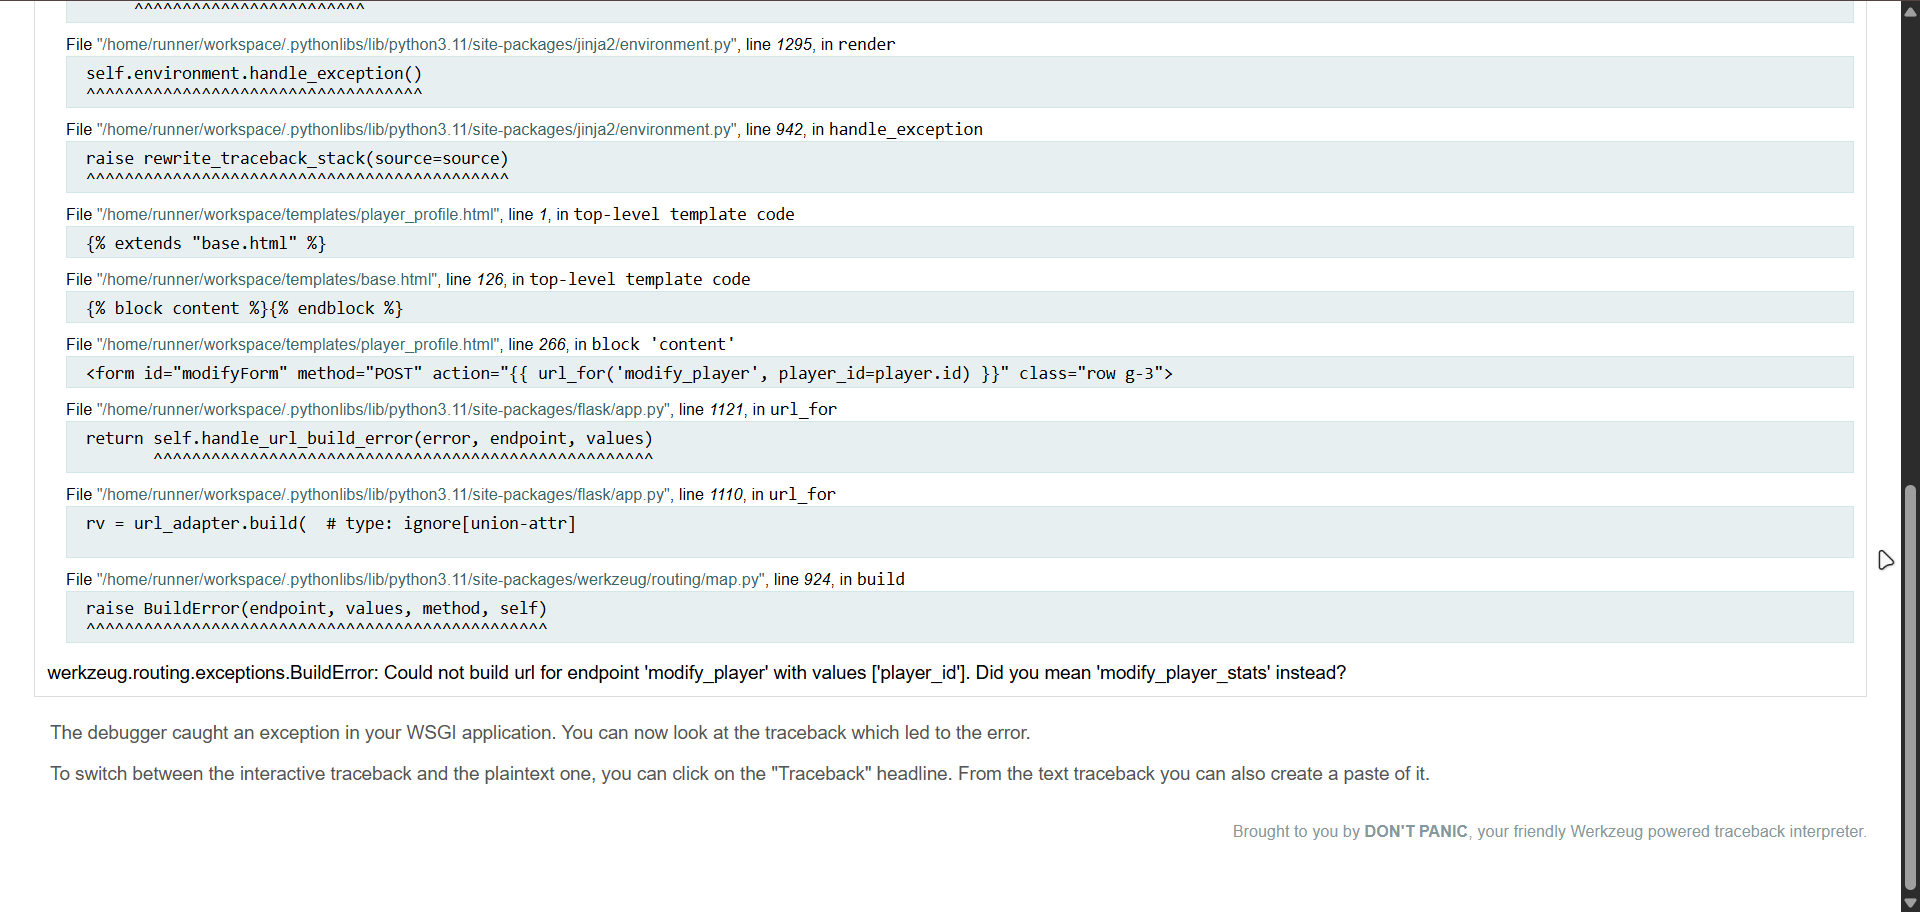 ^^^^^^^^^^^^^^^^^^^^^^^^
File "/home/runner/workspace/.pythonlibs/lib/python3.11/site-packages/jinja2/environment.py", line 1295, in render
self.environment.handle_exception()
^^^^^^^^^^^^^^^^^^^^^^^^^^^^^^^^^^^
File "/home/runner/workspace/.pythonlibs/lib/python3.11/site-packages/jinja2/environment.py", line 942, in handle_exception
raise rewrite_traceback_stack(source=source)
^^^^^^^^^^^^^^^^^^^^^^^^^^^^^^^^^^^^^^^^^^^^
File "/home/runner/workspace/templates/player_profile.html", line 1, in top-level template code
{% extends "base.html" %}
File "/home/runner/workspace/templates/base.html", line 126, in top-level template code
{% block content %}{% endblock %}
File "/home/runner/workspace/templates/player_profile.html", line 266, in block 'content'
<form id="modifyForm" method="POST" action="{{ url_for('modify_player', player_id=player.id) }}" class="row g-3">
File "/home/runner/workspace/.pythonlibs/lib/python3.11/site-packages/flask/app.py", line 1121, in url_for
return self.handle_url_build_error(error, endpoint, values)
       ^^^^^^^^^^^^^^^^^^^^^^^^^^^^^^^^^^^^^^^^^^^^^^^^^^^^
File "/home/runner/workspace/.pythonlibs/lib/python3.11/site-packages/flask/app.py", line 1110, in url_for
rv = url_adapter.build(  # type: ignore[union-attr]
File "/home/runner/workspace/.pythonlibs/lib/python3.11/site-packages/werkzeug/routing/map.py", line 924, in build
raise BuildError(endpoint, values, method, self)
^^^^^^^^^^^^^^^^^^^^^^^^^^^^^^^^^^^^^^^^^^^^^^^^
werkzeug.routing.exceptions.BuildError: Could not build url for endpoint 'modify_player' with values ['player_id']. Did you mean 'modify_player_stats' instead?
The debugger caught an exception in your WSGI application. You can now look at the traceback which led to the error.
To switch between the interactive traceback and the plaintext one, you can click on the "Traceback" headline. From the text traceback you can also create a paste of it.
Brought to you by DON'T PANIC, your friendly Werkzeug powered traceback interpreter.